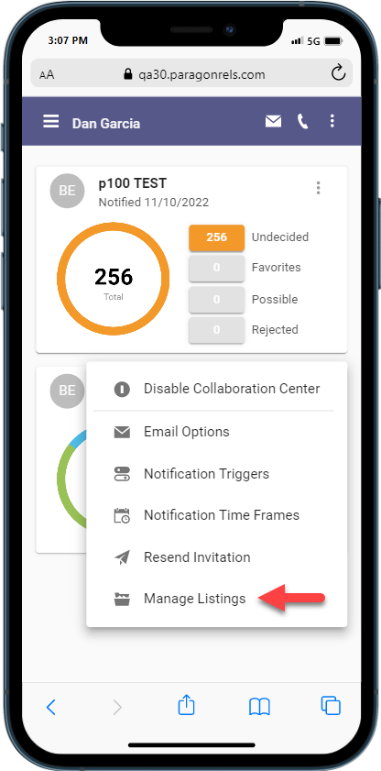 3:07 PM
5G
AA
qa30.paragonrels.com
Dan Garcia
BE
p100 TEST
Notified 11/10/2022
256
Total
256 Undecided
0 Favorites
0 Possible
0 Rejected
BE
Disable Collaboration Center
Email Options
Notification Triggers
Notification Time Frames
Resend Invitation
Manage Listings